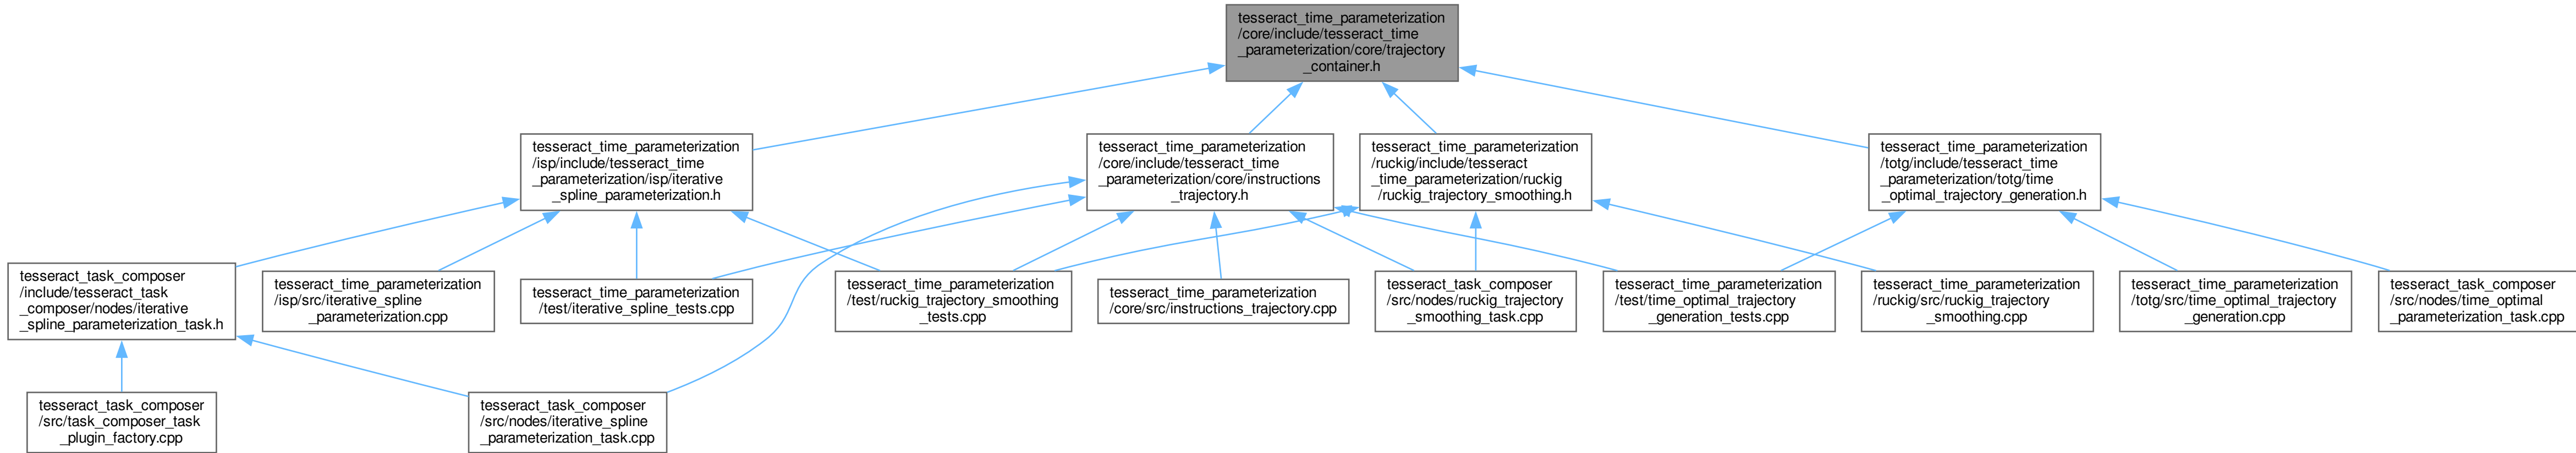 tesseract_time_parameterization
/core/include/tesseract_time
_parameterization/core/trajectory
_container.h
tesseract_time_parameterization
/isp/include/tesseract_time
_parameterization/isp/iterative
_spline_parameterization.h
tesseract_time_parameterization
/core/include/tesseract_time
_parameterization/core/instructions
_trajectory.h
tesseract_time_parameterization
/ruckig/include/tesseract
_time_parameterization/ruckig
/ruckig_trajectory_smoothing.h
tesseract_time_parameterization
/totg/include/tesseract_time
_parameterization/totg/time
_optimal_trajectory_generation.h
tesseract_task_composer
/include/tesseract_task
_composer/nodes/iterative
_spline_parameterization_task.h
tesseract_time_parameterization
/isp/src/iterative_spline
_parameterization.cpp
tesseract_time_parameterization
/test/iterative_spline_tests.cpp
tesseract_time_parameterization
/test/ruckig_trajectory_smoothing
_tests.cpp
tesseract_time_parameterization
/core/src/instructions_trajectory.cpp
tesseract_task_composer
/src/nodes/ruckig_trajectory
_smoothing_task.cpp
tesseract_time_parameterization
/test/time_optimal_trajectory
_generation_tests.cpp
tesseract_time_parameterization
/ruckig/src/ruckig_trajectory
_smoothing.cpp
tesseract_time_parameterization
/totg/src/time_optimal_trajectory
_generation.cpp
tesseract_task_composer
/src/nodes/time_optimal
_parameterization_task.cpp
tesseract_task_composer
/src/task_composer_task
_plugin_factory.cpp
tesseract_task_composer
/src/nodes/iterative_spline
_parameterization_task.cpp